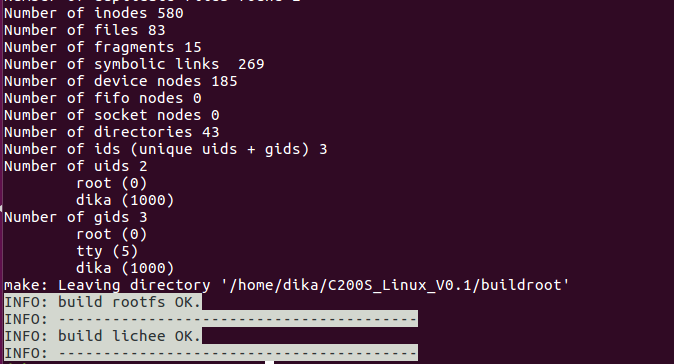 Number of inodes 580
Number of files 83
Number of fragments 15
Number of symbolic links  269
Number of device nodes 185
Number of fifo nodes 0
Number of socket nodes 0
Number of directories 43
Number of ids (unique uids + gids) 3
Number of uids 2
        root (0)
        dika (1000)
Number of gids 3
        root (0)
        tty (5)
        dika (1000)
make: Leaving directory '/home/dika/C200S_Linux_V0.1/buildroot'
INFO: build rootfs OK.
INFO: ----------------------------------------
INFO: build lichee OK.
INFO: ----------------------------------------